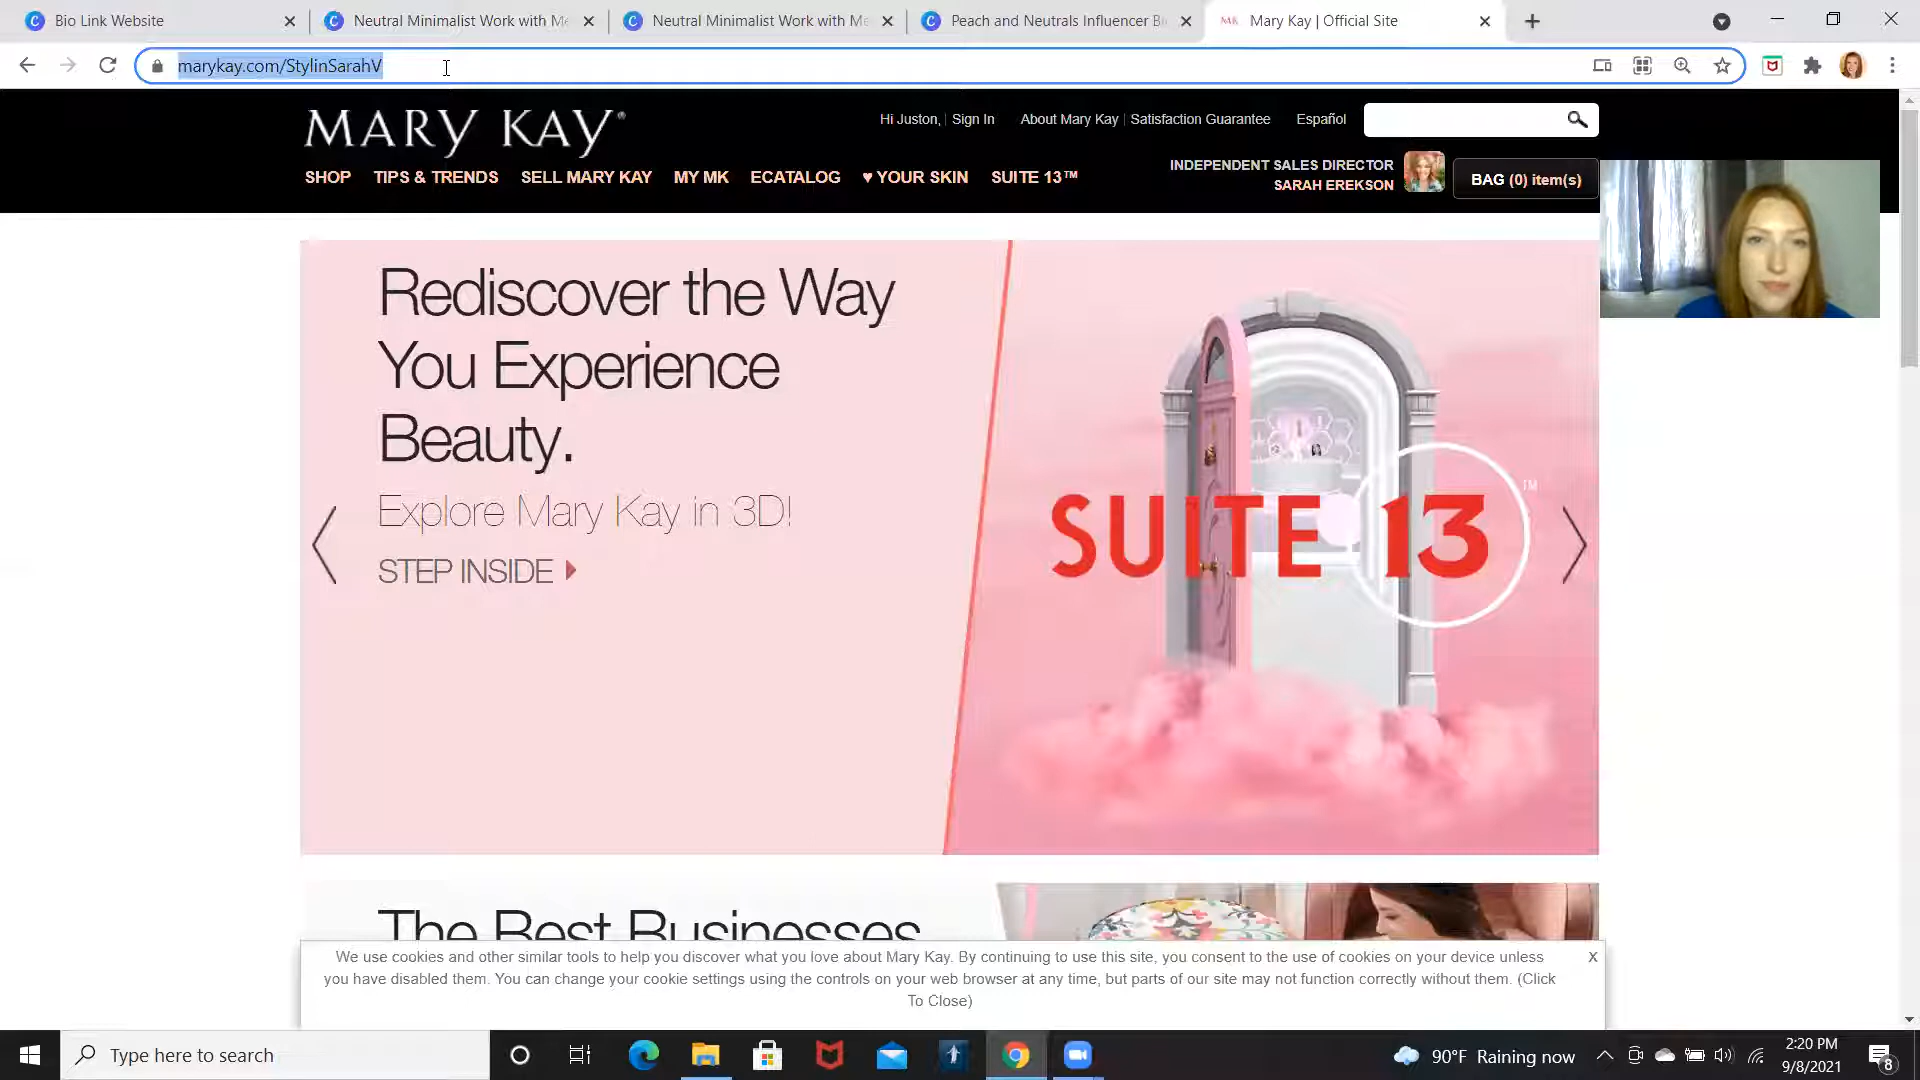 Bio Link Website
Neutral Minimalist Work with Me
Neutral Minimalist Work with Me
Peach and Neutrals Influencer Bi
MK
Mary Kay | Official Site
marykay.com/StylinSarahV
MARY KAY®
Hi Juston, | Sign In
About Mary Kay | Satisfaction Guarantee
Español
SHOP
TIPS & TRENDS
SELL MARY KAY
MY MK
ECATALOG
♥ YOUR SKIN
SUITE 13™
INDEPENDENT SALES DIRECTOR
SARAH EREKSON
BAG (0) item(s)
Rediscover the Way
You Experience
Beauty.
Explore Mary Kay in 3D!
STEP INSIDE
SUITE 13™
The Best Businesses
We use cookies and other similar tools to help you discover what you love about Mary Kay. By continuing to use this site, you consent to the use of cookies on your device unless
you have disabled them. You can change your cookie settings using the controls on your web browser at any time, but parts of our site may not function correctly without them. (Click
To Close)
X
Type here to search
90°F Raining now
2:20 PM
9/8/2021
8